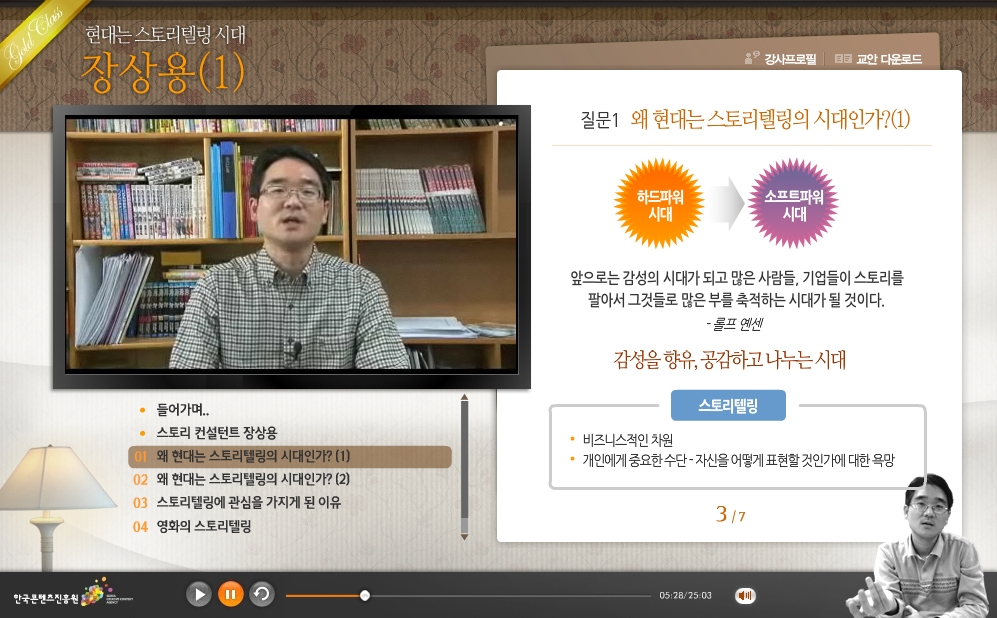 Gold Class
현대는 스토리텔링 시대
장상용(1)
강사프로필
교안 다운로드
질문1 왜 현대는 스토리텔링의 시대인가?(1)
하드파워
시대
소프트파워
시대
앞으로는 감성의 시대가 되고 많은 사람들, 기업들이 스토리를
팔아서 그것들로 많은 부를 축적하는 시대가 될 것이다.
- 롤프 옌센
감성을 향유, 공감하고 나누는 시대
스토리텔링
• 비즈니스적인 차원
• 개인에게 중요한 수단 - 자신을 어떻게 표현할 것인가에 대한 욕망
3 / 7
• 들어가며..
• 스토리 컨설턴트 장상용
01 왜 현대는 스토리텔링의 시대인가? (1)
02 왜 현대는 스토리텔링의 시대인가? (2)
03 스토리텔링에 관심을 가지게 된 이유
04 영화의 스토리텔링
한국콘텐츠진흥원
05:28/25:03